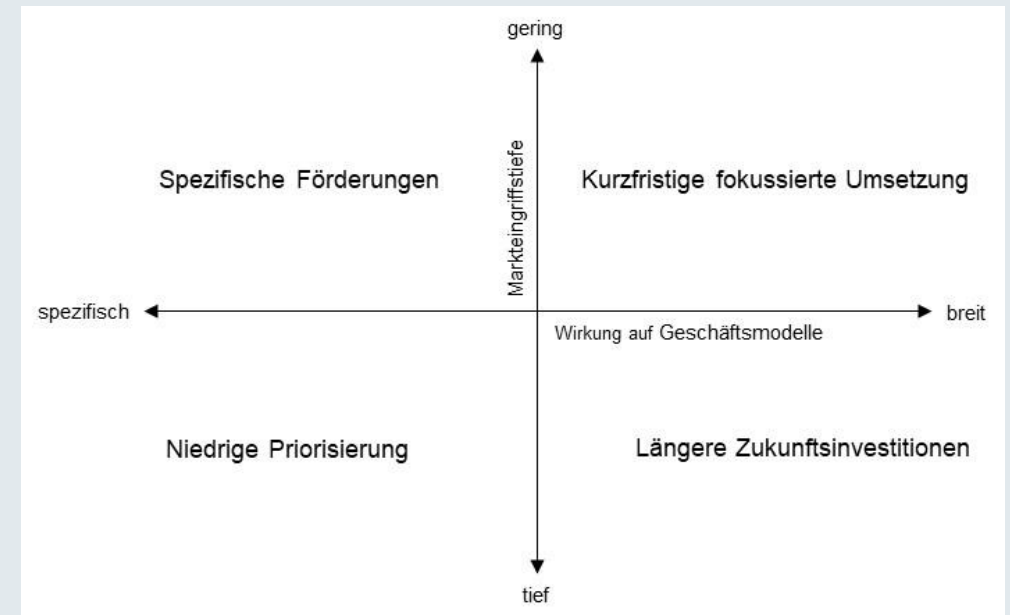 gering
Markteingriffstiefe
Spezifische Förderungen
Kurzfristige fokussierte Umsetzung
spezifisch
breit
Wirkung auf Geschäftsmodelle
Niedrige Priorisierung
Längere Zukunftsinvestitionen
tief